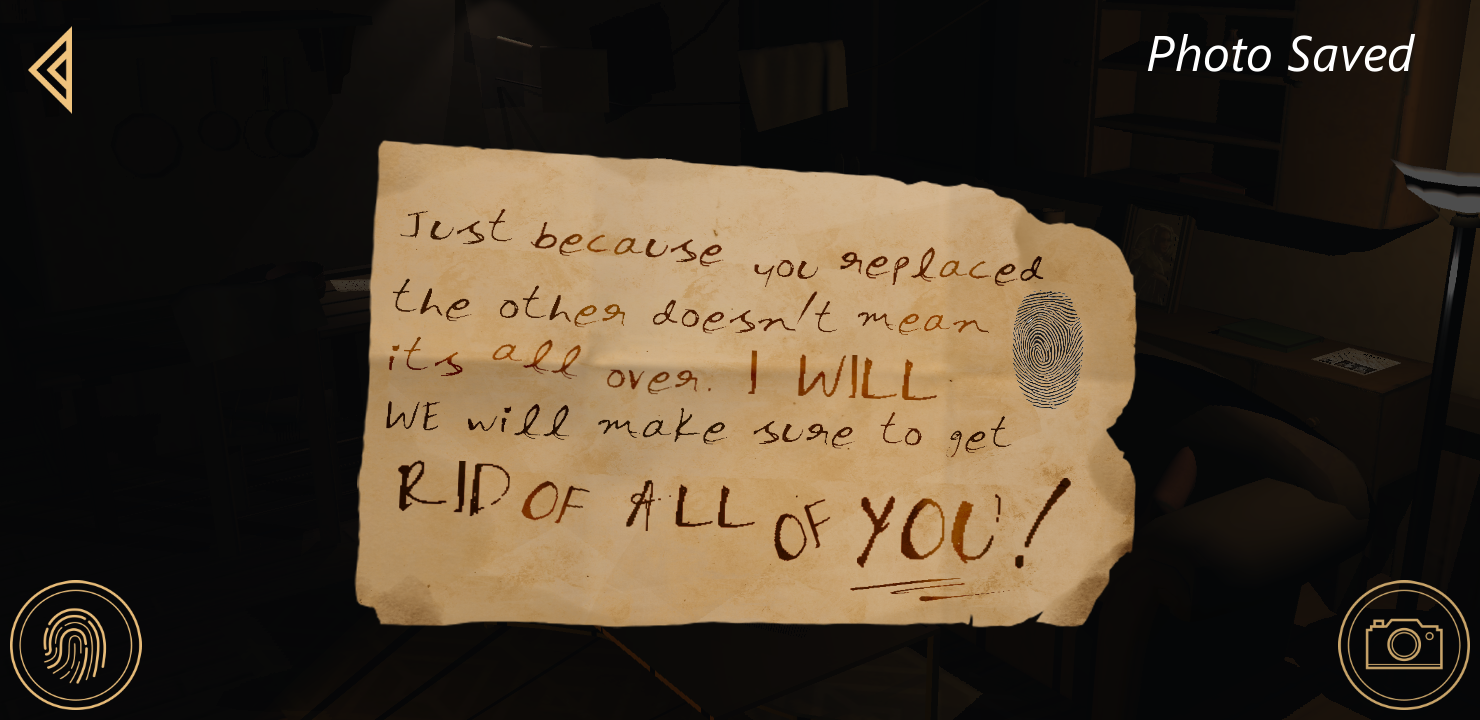 Photo Saved
Just because you replaced
the other doesn't mean
its all over. I WILL
WE will make sure to get
RID OF ALL OF YOU!